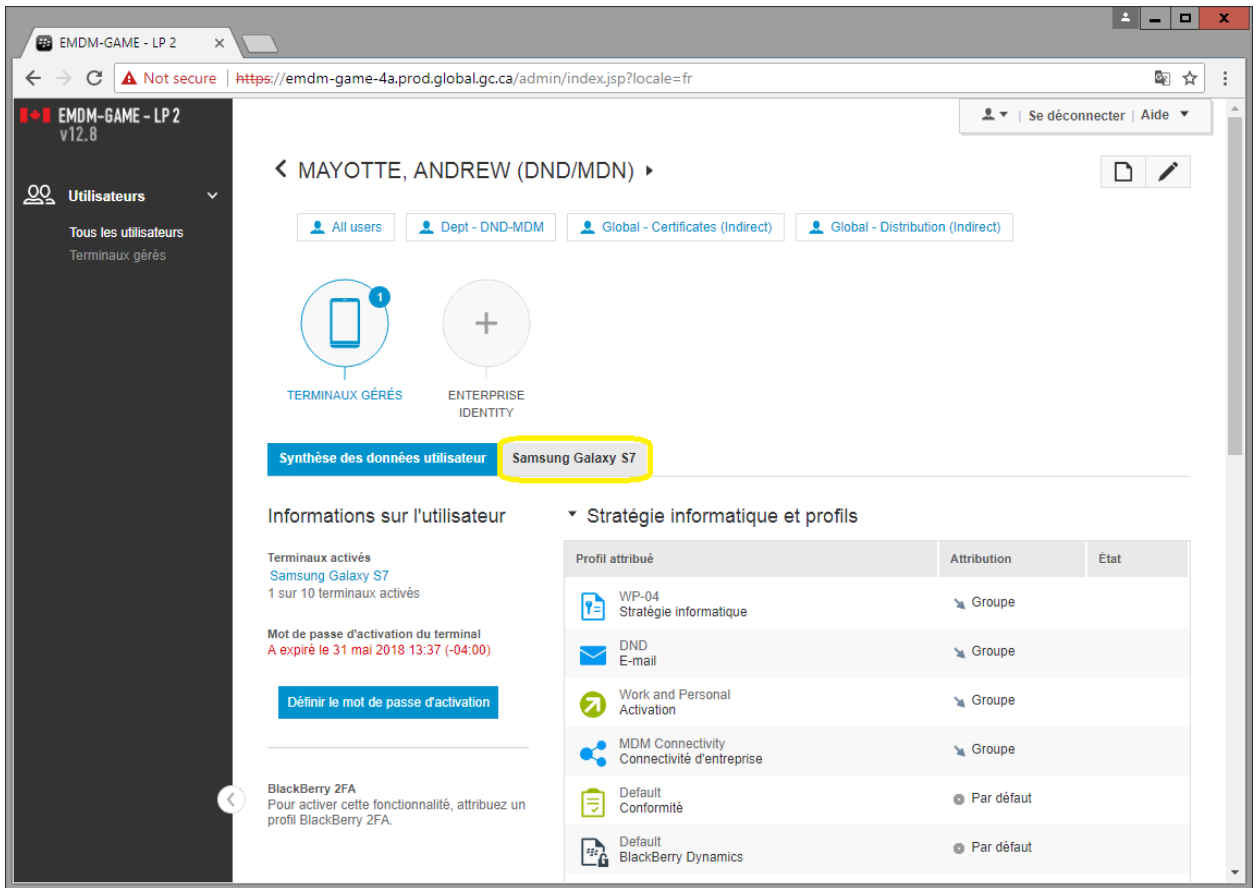 EMDM-GAME - LP 2
Not secure | https://emdm-game-4a.prod.global.gc.ca/admin/index.jsp?locale=fr
EMDM-GAME – LP 2
v12.8
Se déconnecter | Aide
MAYOTTE, ANDREW (DND/MDN)
Utilisateurs
Tous les utilisateurs
Terminaux gérés
All users
Dept - DND-MDM
Global - Certificates (Indirect)
Global - Distribution (Indirect)
1
TERMINAUX GÉRÉS
ENTERPRISE
IDENTITY
Synthèse des données utilisateur
Samsung Galaxy S7
Informations sur l'utilisateur
Terminaux activés
Samsung Galaxy S7
1 sur 10 terminaux activés
Mot de passe d'activation du terminal
A expiré le 31 mai 2018 13:37 (-04:00)
Définir le mot de passe d'activation
BlackBerry 2FA
Pour activer cette fonctionnalité, attribuez un
profil BlackBerry 2FA.
Stratégie informatique et profils
Profil attribué Attribution État
WP-04
Stratégie informatique
Groupe
DND
E-mail
Groupe
Work and Personal
Activation
Groupe
MDM Connectivity
Connectivité d'entreprise
Groupe
Default
Conformité
Par défaut
Default
BlackBerry Dynamics
Par défaut